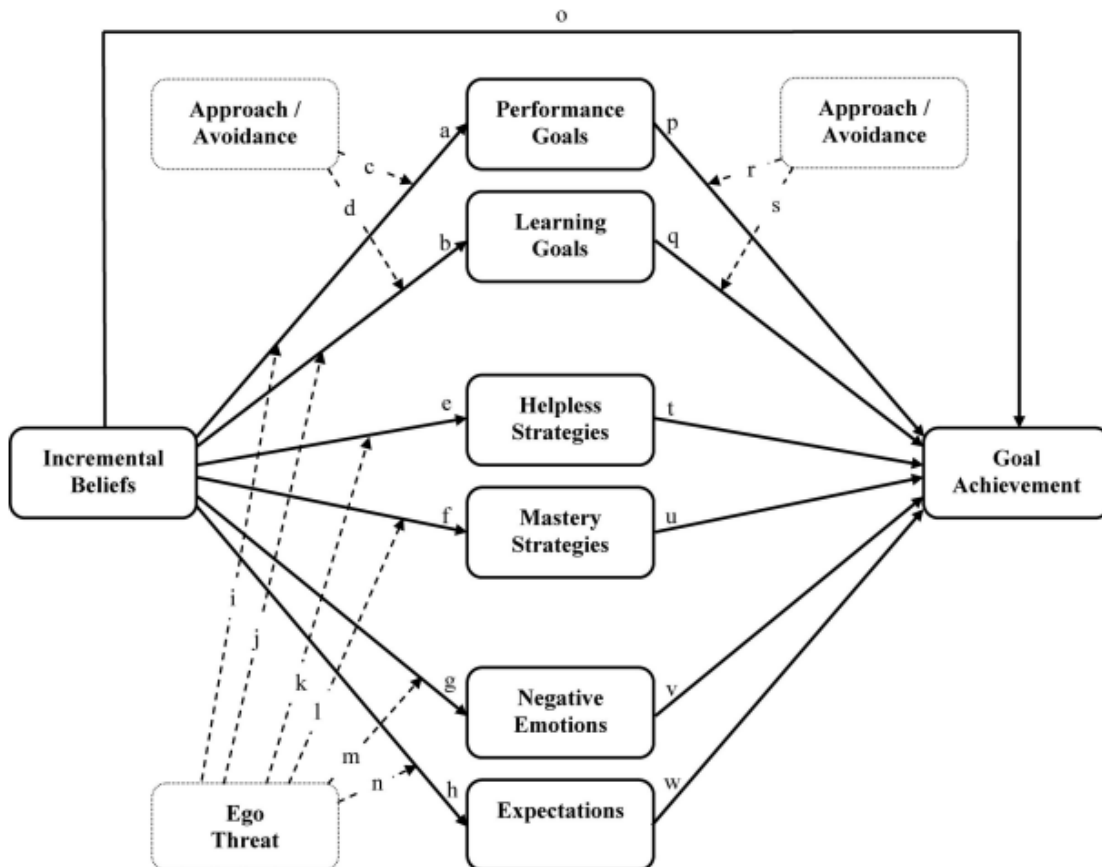 o
Approach /
Avoidance
Performance
Goals
Approach /
Avoidance
a
p
c
r
d
s
b
Learning
Goals
q
e
Helpless
Strategies
t
Incremental
Beliefs
Goal
Achievement
f
Mastery
Strategies
u
i
j
k
l
g
Negative
Emotions
v
m
n
h
Expectations
w
Ego
Threat